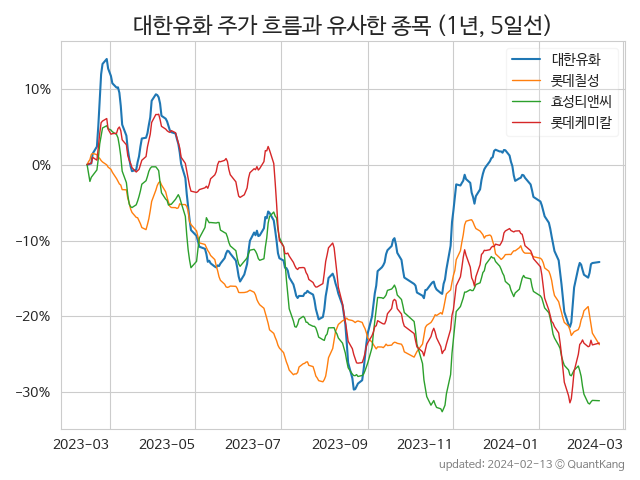 대한유화 주가 흐름과 유사한 종목 (1년, 5일선)
대한유화
롯데칠성
효성티앤씨
롯데케미칼
10%
0%
−10%
−20%
−30%
2023-03 2023-05 2023-07 2023-09 2023-11 2024-01 2024-03
updated: 2024-02-13 © QuantKang